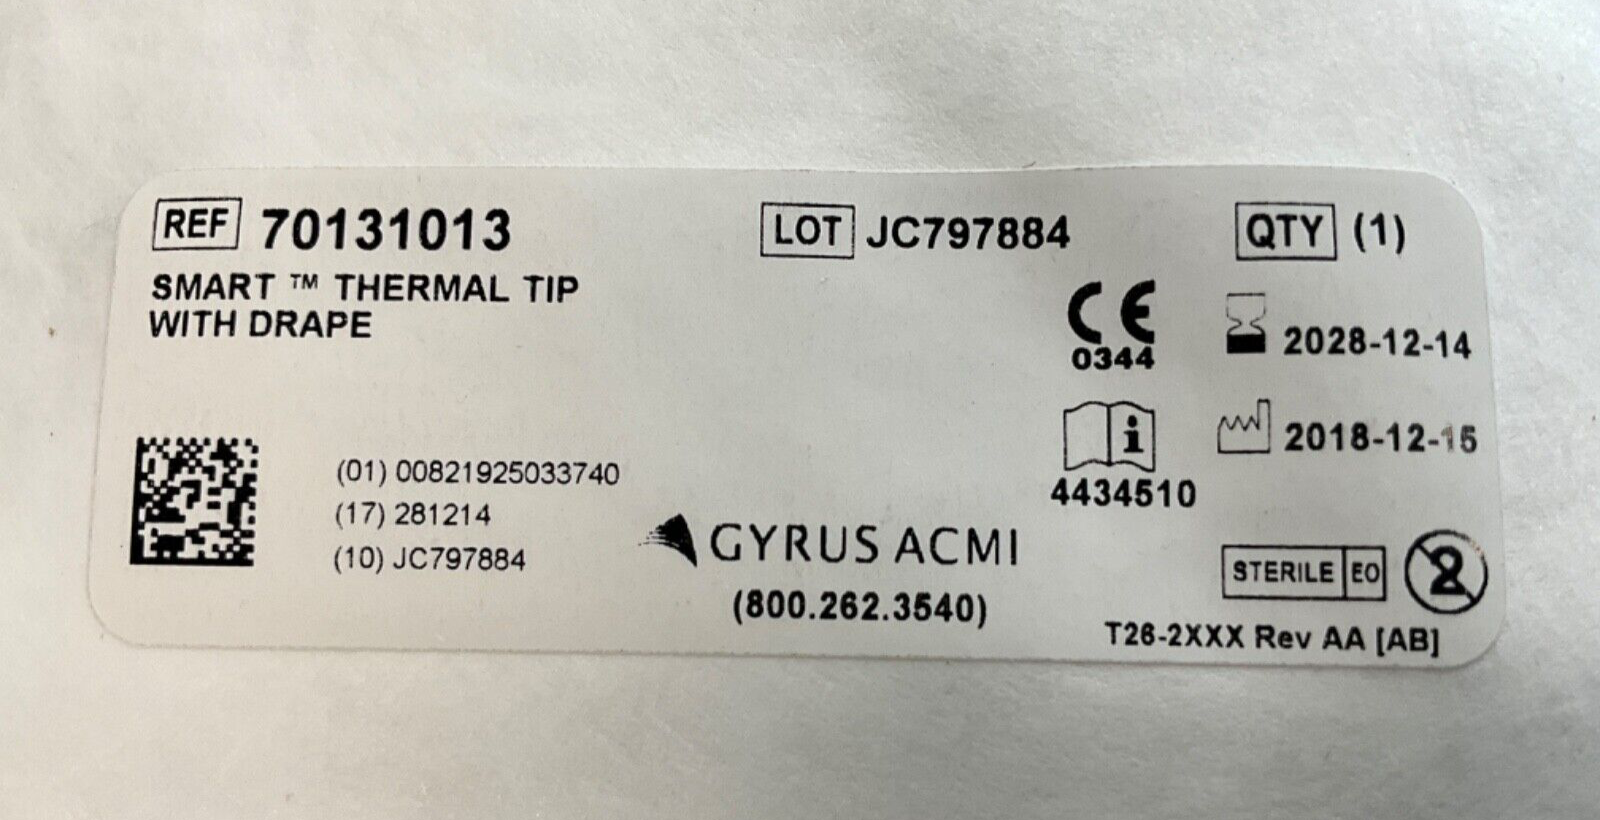 REF 70131013
SMART ™ THERMAL TIP
WITH DRAPE
LOT JC797884
QTY (1)
CE
0344
2028-12-14
2018-12-15
i
4434510
(01) 00821925033740
(17) 281214
(10) JC797884
GYRUS ACMI
(800.262.3540)
STERILE EO
2
T26-2XXX Rev AA [AB]